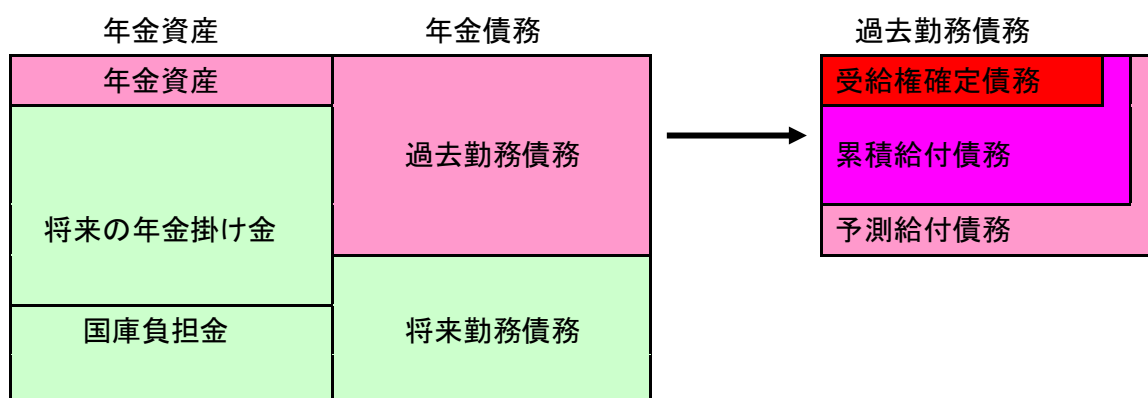 年金資産
年金債務
過去勤務債務
年金資産
過去勤務債務
将来の年金掛け金
国庫負担金
将来勤務債務
受給権確定債務
累積給付債務
予測給付債務